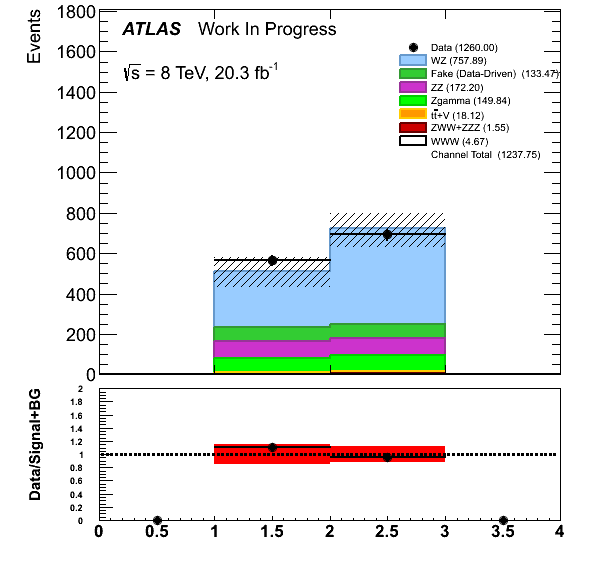 Events
1800
1600
1400
1200
1000
800
600
400
200
0
ATLAS Work In Progress
√s = 8 TeV, 20.3 fb-1
Data (1260.00)
WZ (757.89)
Fake (Data-Driven) (133.47)
ZZ (172.20)
Zgamma (149.84)
tt̄+V (18.12)
ZWW+ZZZ (1.55)
WWW (4.67)
Channel Total (1237.75)
Data/Signal+BG
2
1.8
1.6
1.4
1.2
1
0.8
0.6
0.4
0.2
0
0 0.5 1 1.5 2 2.5 3 3.5 4